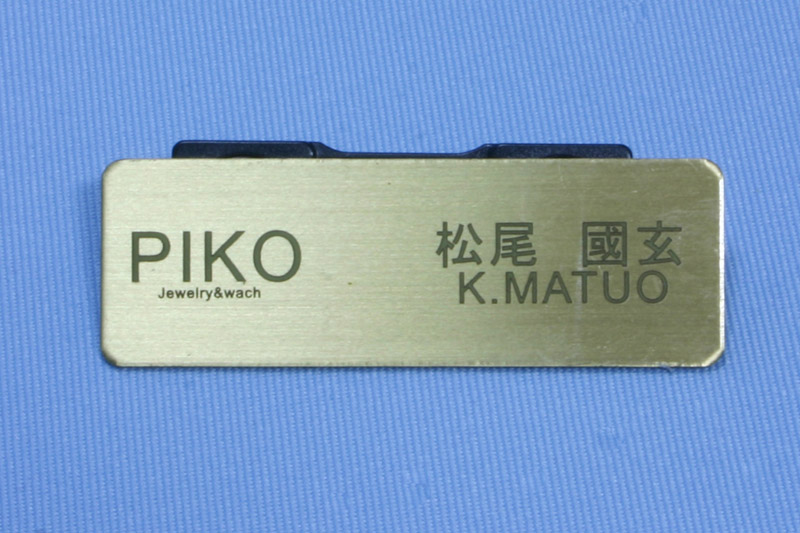 PIKO
Jewelry&wach
松尾　國玄
K.MATUO